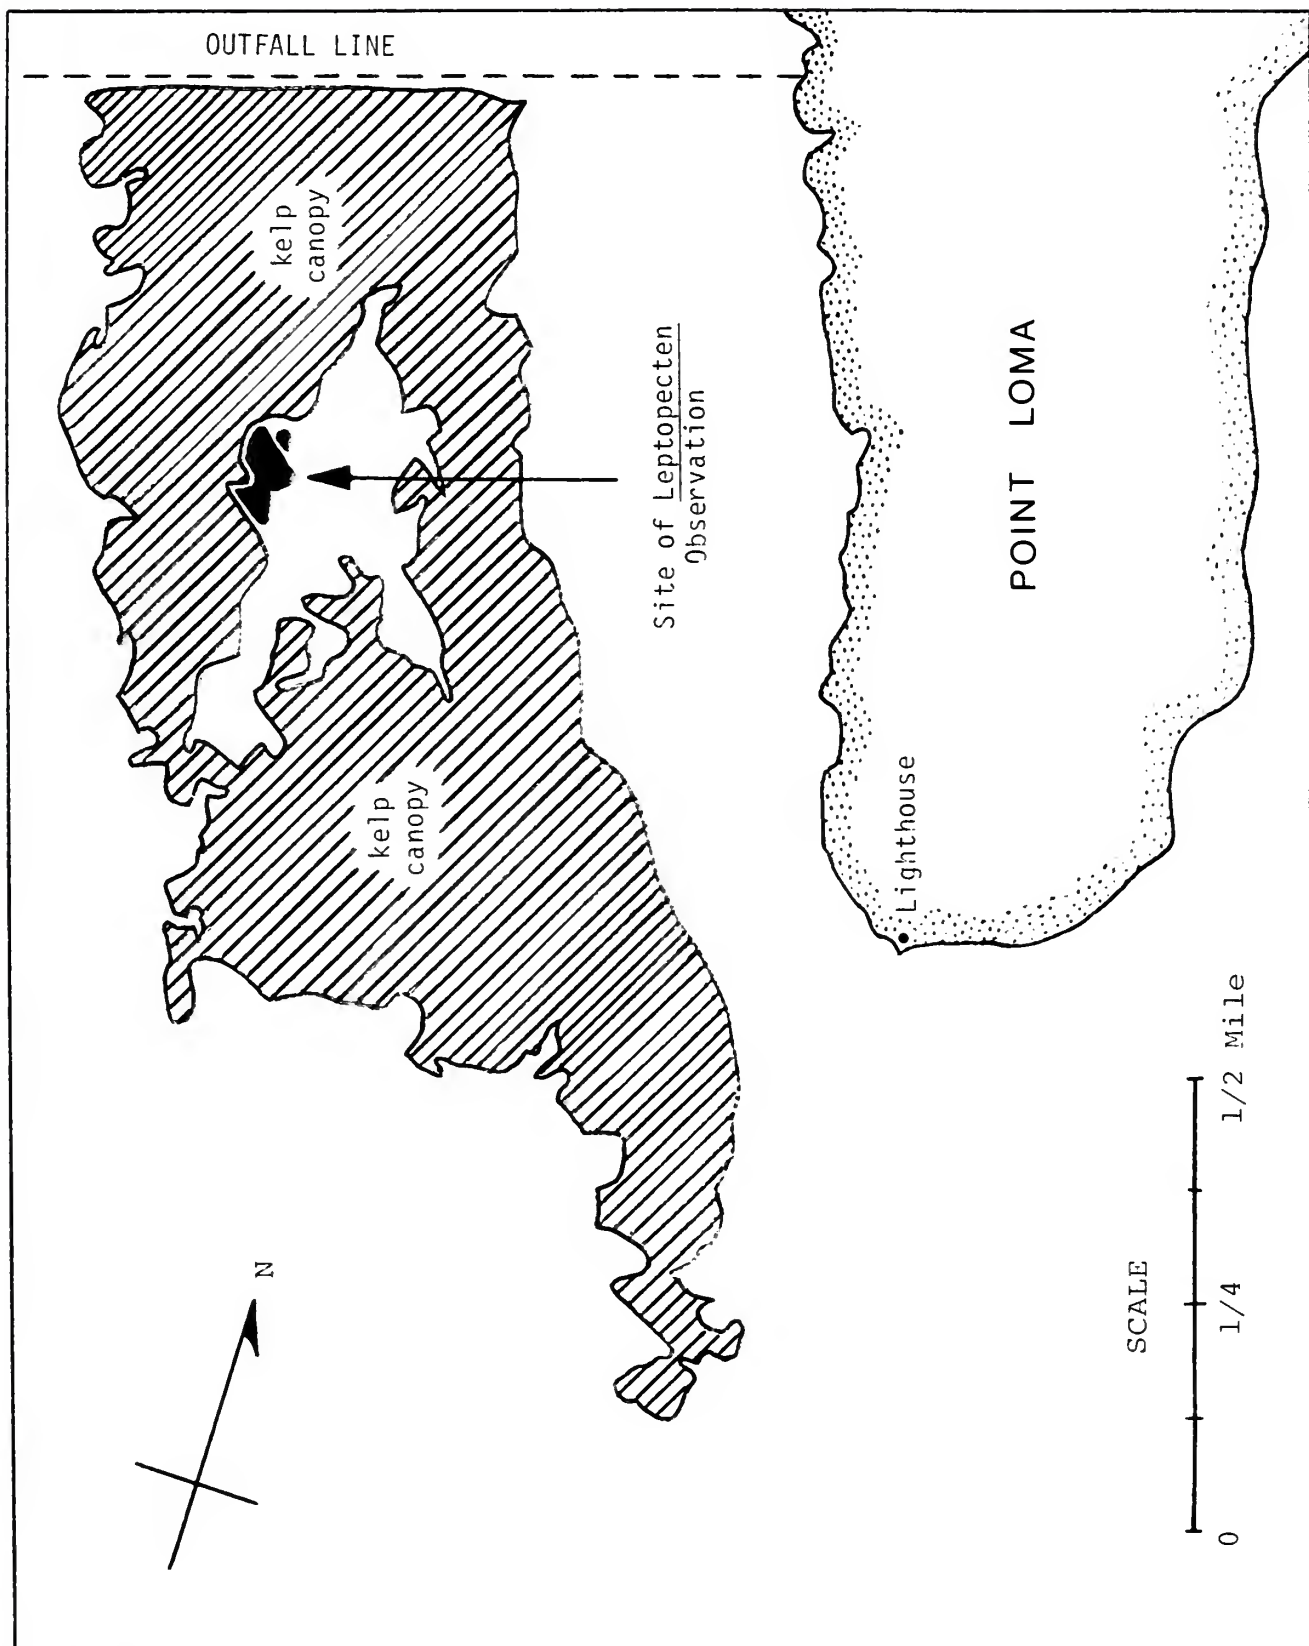 OUTFALL LINE
kelp
canopy
Site of Leptopecten
Observation
POINT LOMA
kelp
canopy
Lighthouse
N
SCALE
0 1/4 1/2 Mile